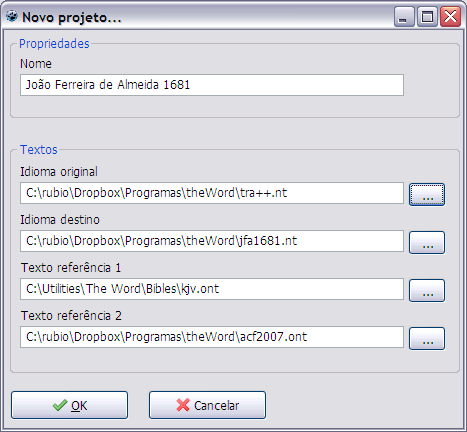 Novo projeto...
Propriedades
Nome
João Ferreira de Almeida 1681
Textos
Idioma original
C:\rubio\Dropbox\Programas\theWord\tra++.nt
...
Idioma destino
C:\rubio\Dropbox\Programas\theWord\jfa1681.nt
...
Texto referência 1
C:\Utilities\The Word\Bibles\kjv.ont
...
Texto referência 2
C:\rubio\Dropbox\Programas\theWord\acf2007.ont
...
OK
Cancelar